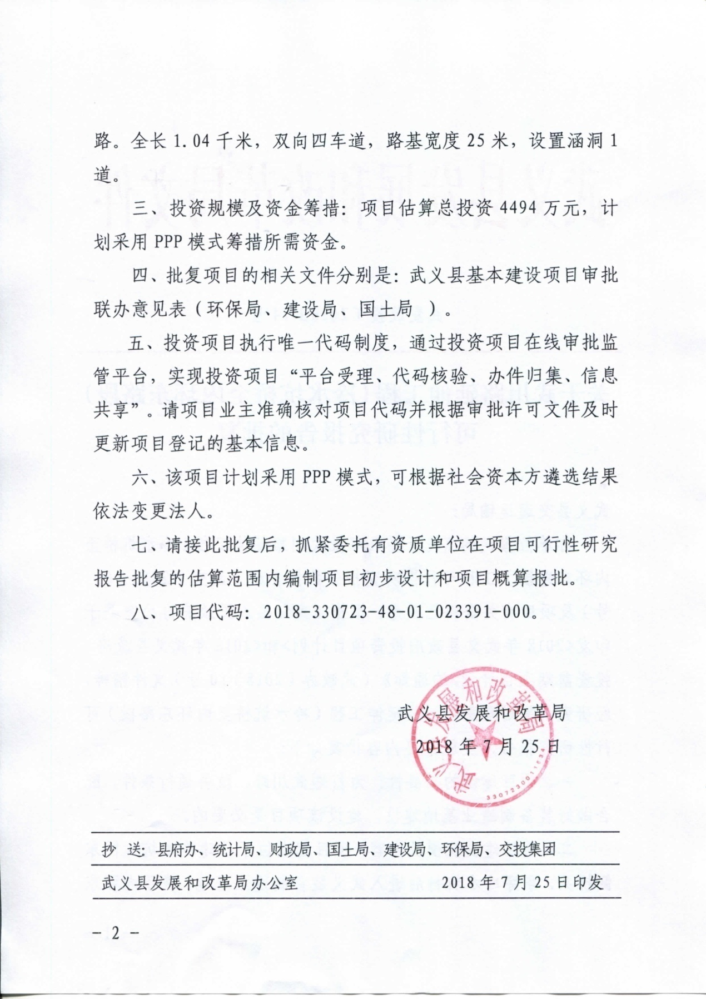 路。全长 1.04 千米，双向四车道，路基宽度 25 米，设置涵洞 1
道。
三、投资规模及资金筹措：项目估算总投资 4494 万元，计
划采用 PPP 模式筹措所需资金。
四、批复项目的相关文件分别是：武义县基本建设项目审批
联办意见表（环保局、建设局、国土局 ）。
五、投资项目执行唯一代码制度，通过投资项目在线审批监
管平台，实现投资项目“平台受理、代码核验、办件归集、信息
共享”。请项目业主准确核对项目代码并根据审批许可文件及时
更新项目登记的基本信息。
六、该项目计划采用 PPP 模式，可根据社会资本方遴选结果
依法变更法人。
七、请接此批复后，抓紧委托有资质单位在项目可行性研究
报告批复的估算范围内编制项目初步设计和项目概算报批。
八、项目代码：2018-330723-48-01-023391-000。
武义县发展和改革局
2018 年 7 月 25 日
武义县发展和改革局
3307230011634
抄 送：县府办、统计局、财政局、国土局、建设局、环保局、交投集团
武义县发展和改革局办公室 2018 年 7 月 25 日印发
- 2 -